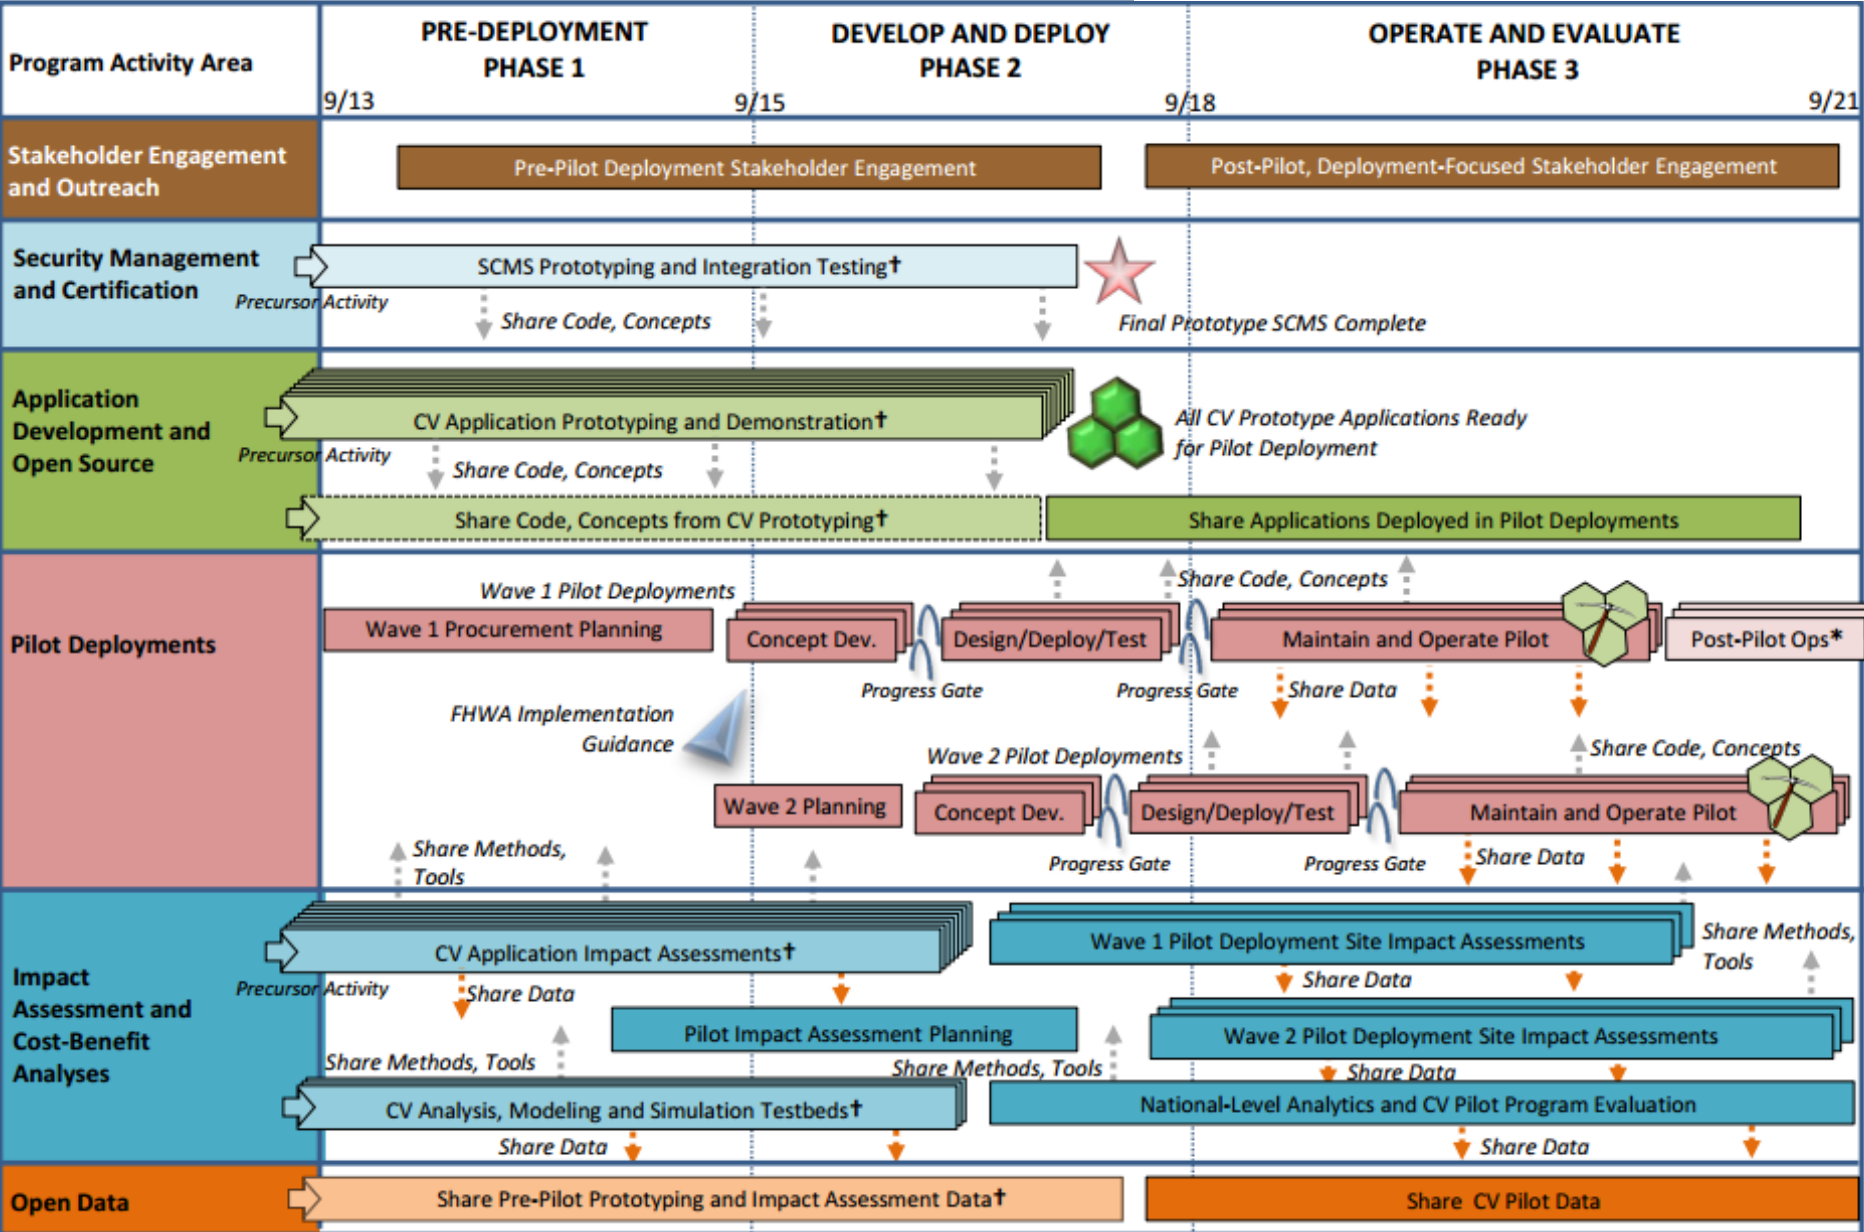 Program Activity Area
PRE-DEPLOYMENT
PHASE 1
DEVELOP AND DEPLOY
PHASE 2
OPERATE AND EVALUATE
PHASE 3
9/13
9/15
9/18
9/21
Stakeholder Engagement
and Outreach
Pre-Pilot Deployment Stakeholder Engagement
Post-Pilot, Deployment-Focused Stakeholder Engagement
Security Management
and Certification
SCMS Prototyping and Integration Testing†
Precursor Activity
Share Code, Concepts
Final Prototype SCMS Complete
Application
Development and
Open Source
CV Application Prototyping and Demonstration†
Precursor Activity
Share Code, Concepts
All CV Prototype Applications Ready
for Pilot Deployment
Share Code, Concepts from CV Prototyping†
Share Applications Deployed in Pilot Deployments
Pilot Deployments
Wave 1 Pilot Deployments
Share Code, Concepts
Wave 1 Procurement Planning
Concept Dev.
Design/Deploy/Test
Maintain and Operate Pilot
Post-Pilot Ops*
Progress Gate
Progress Gate
Share Data
FHWA Implementation
Guidance
Wave 2 Pilot Deployments
Share Code, Concepts
Wave 2 Planning
Concept Dev.
Design/Deploy/Test
Maintain and Operate Pilot
Progress Gate
Progress Gate
Share Data
Share Methods,
Tools
Impact
Assessment and
Cost-Benefit
Analyses
CV Application Impact Assessments†
Precursor Activity
Share Data
Wave 1 Pilot Deployment Site Impact Assessments
Share Methods,
Tools
Share Data
Pilot Impact Assessment Planning
Wave 2 Pilot Deployment Site Impact Assessments
Share Methods, Tools
Share Methods, Tools
Share Data
CV Analysis, Modeling and Simulation Testbeds†
National-Level Analytics and CV Pilot Program Evaluation
Share Data
Share Data
Open Data
Share Pre-Pilot Prototyping and Impact Assessment Data†
Share CV Pilot Data